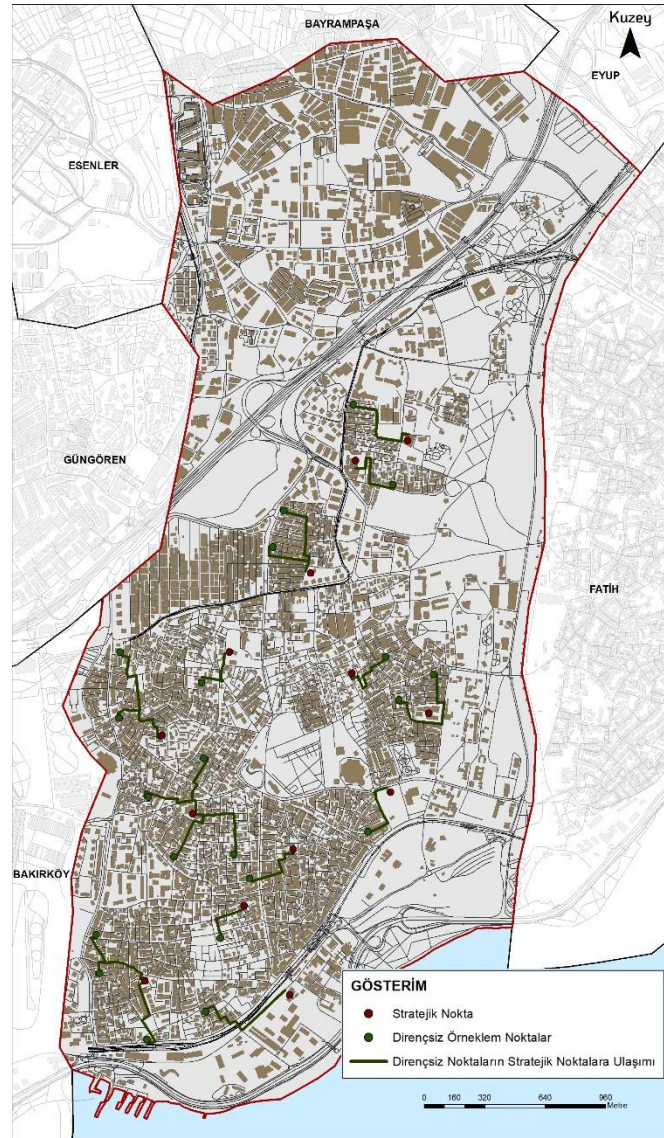 BAYRAMPAŞA
Kuzey
EYUP
ESENLER
GÜNGÖREN
FATİH
BAKIRKÖY
GÖSTERİM
Stratejik Nokta
Dirençsiz Örneklem Noktalar
Dirençsiz Noktaların Stratejik Noktalara Ulaşımı
0 160 320 640 960
Metre